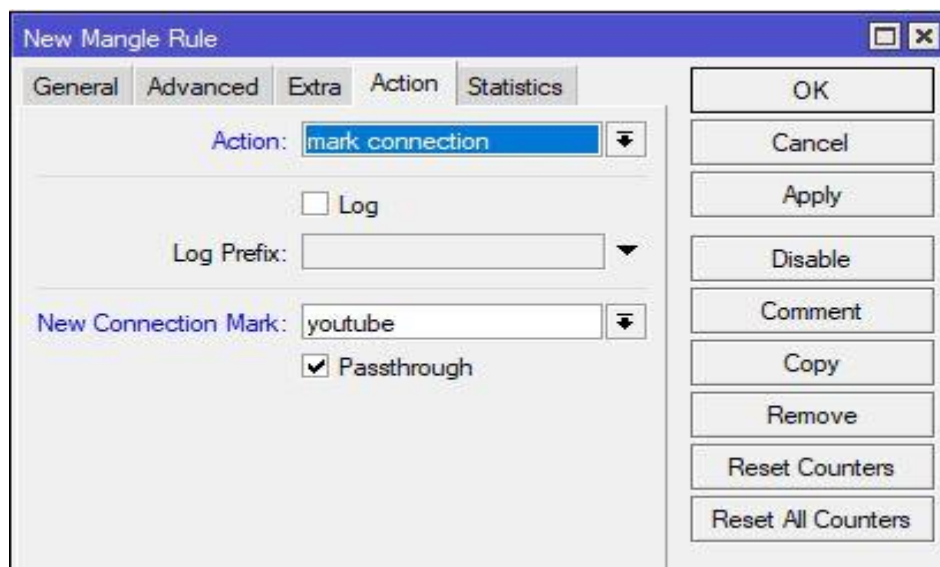 New Mangle Rule
General Advanced Extra Action Statistics
Action: mark connection
Log
Log Prefix:
New Connection Mark: youtube
Passthrough
OK
Cancel
Apply
Disable
Comment
Copy
Remove
Reset Counters
Reset All Counters